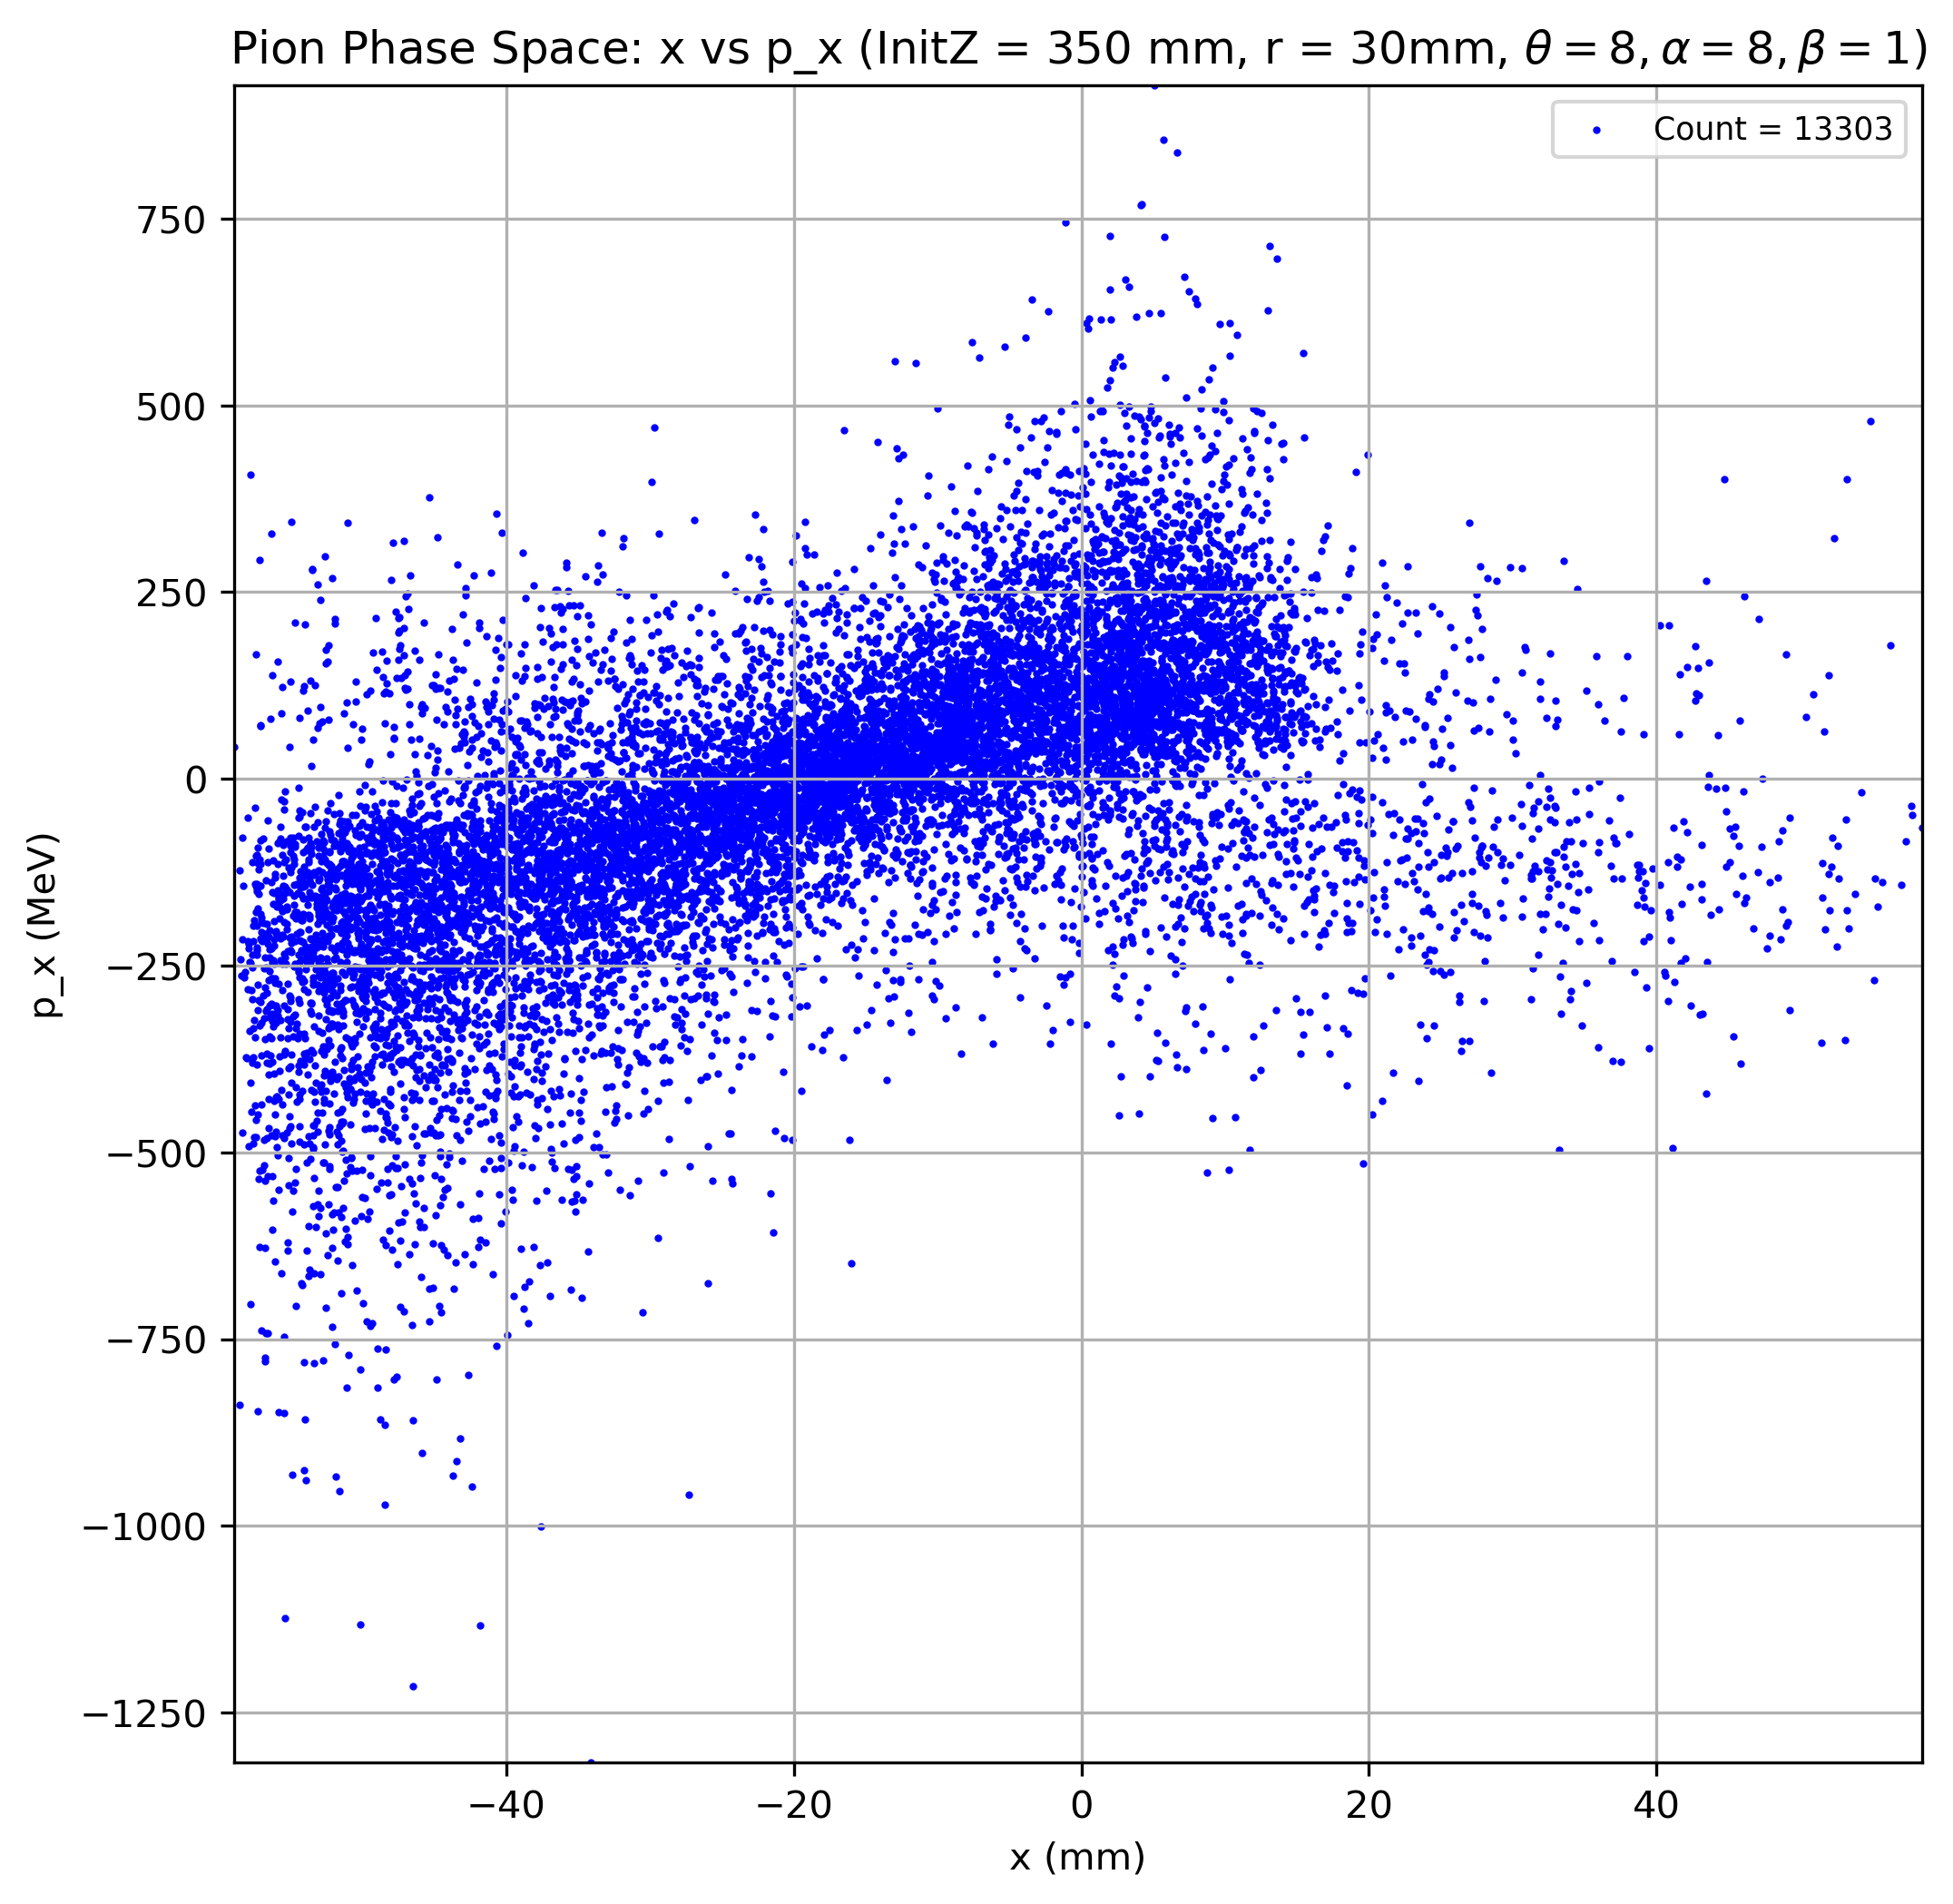 Pion Phase Space: x vs p_x (InitZ = 350 mm, r = 30mm, θ = 8, α = 8, β = 1)
Count = 13303
750
500
250
0
−250
−500
−750
−1000
−1250
p_x (MeV)
−40 −20 0 20 40
x (mm)